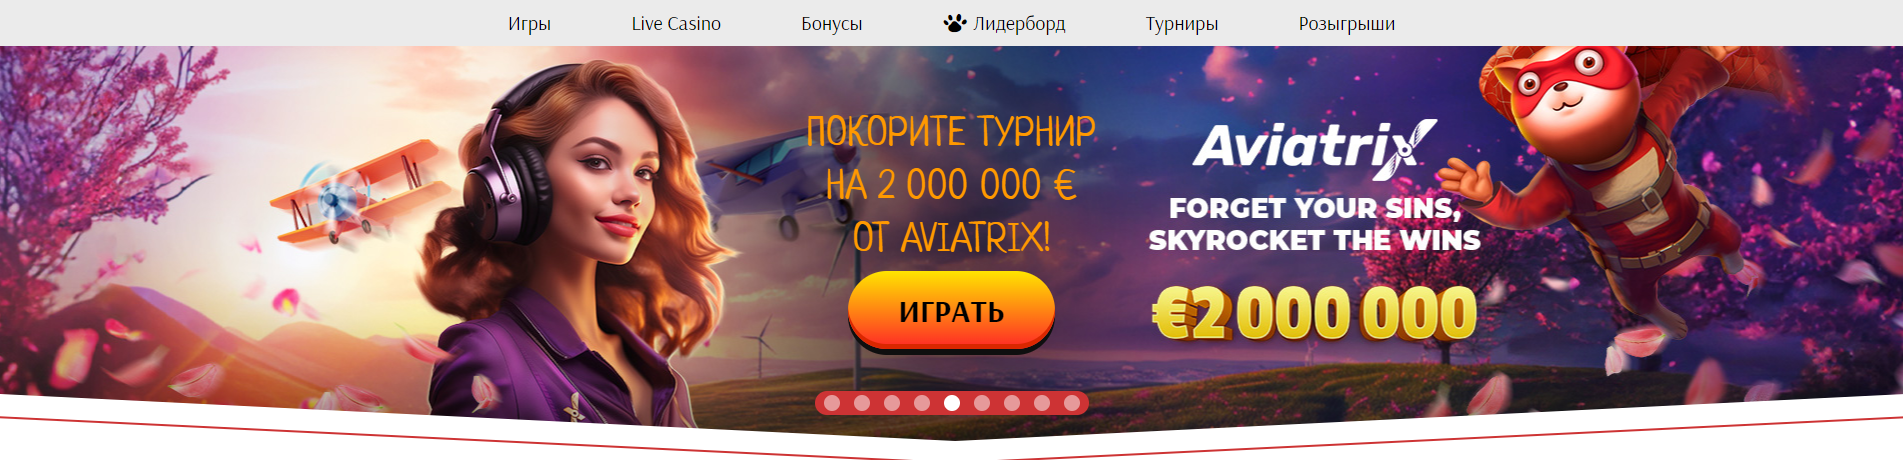 Игры Live Casino Бонусы Лидерборд Турниры Розыгрыши
ПОКОРИТЕ ТУРНИР
НА 2 000 000 €
ОТ AVIATRIX!
ИГРАТЬ
Aviatrix
FORGET YOUR SINS,
SKYROCKET THE WINS
€2 000 000